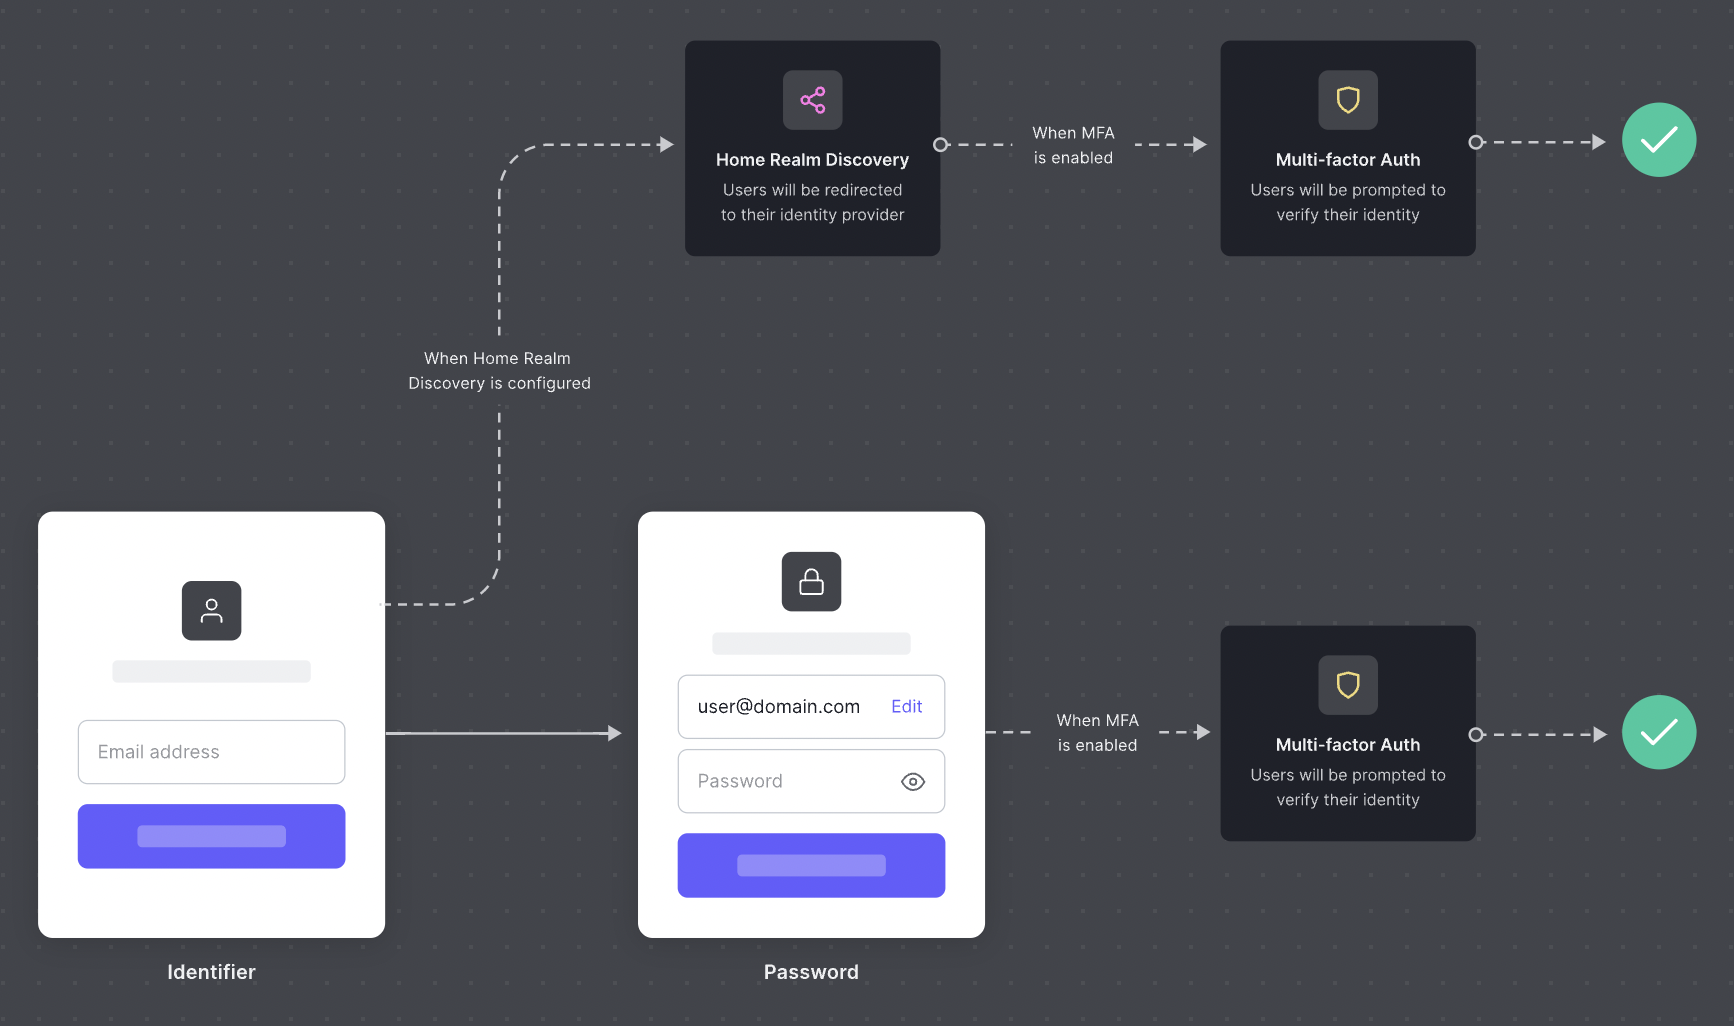 Home Realm Discovery
Users will be redirected
to their identity provider
When MFA
is enabled
Multi-factor Auth
Users will be prompted to
verify their identity
When Home Realm
Discovery is configured
Email address
Identifier
user@domain.com Edit
Password
Password
When MFA
is enabled
Multi-factor Auth
Users will be prompted to
verify their identity